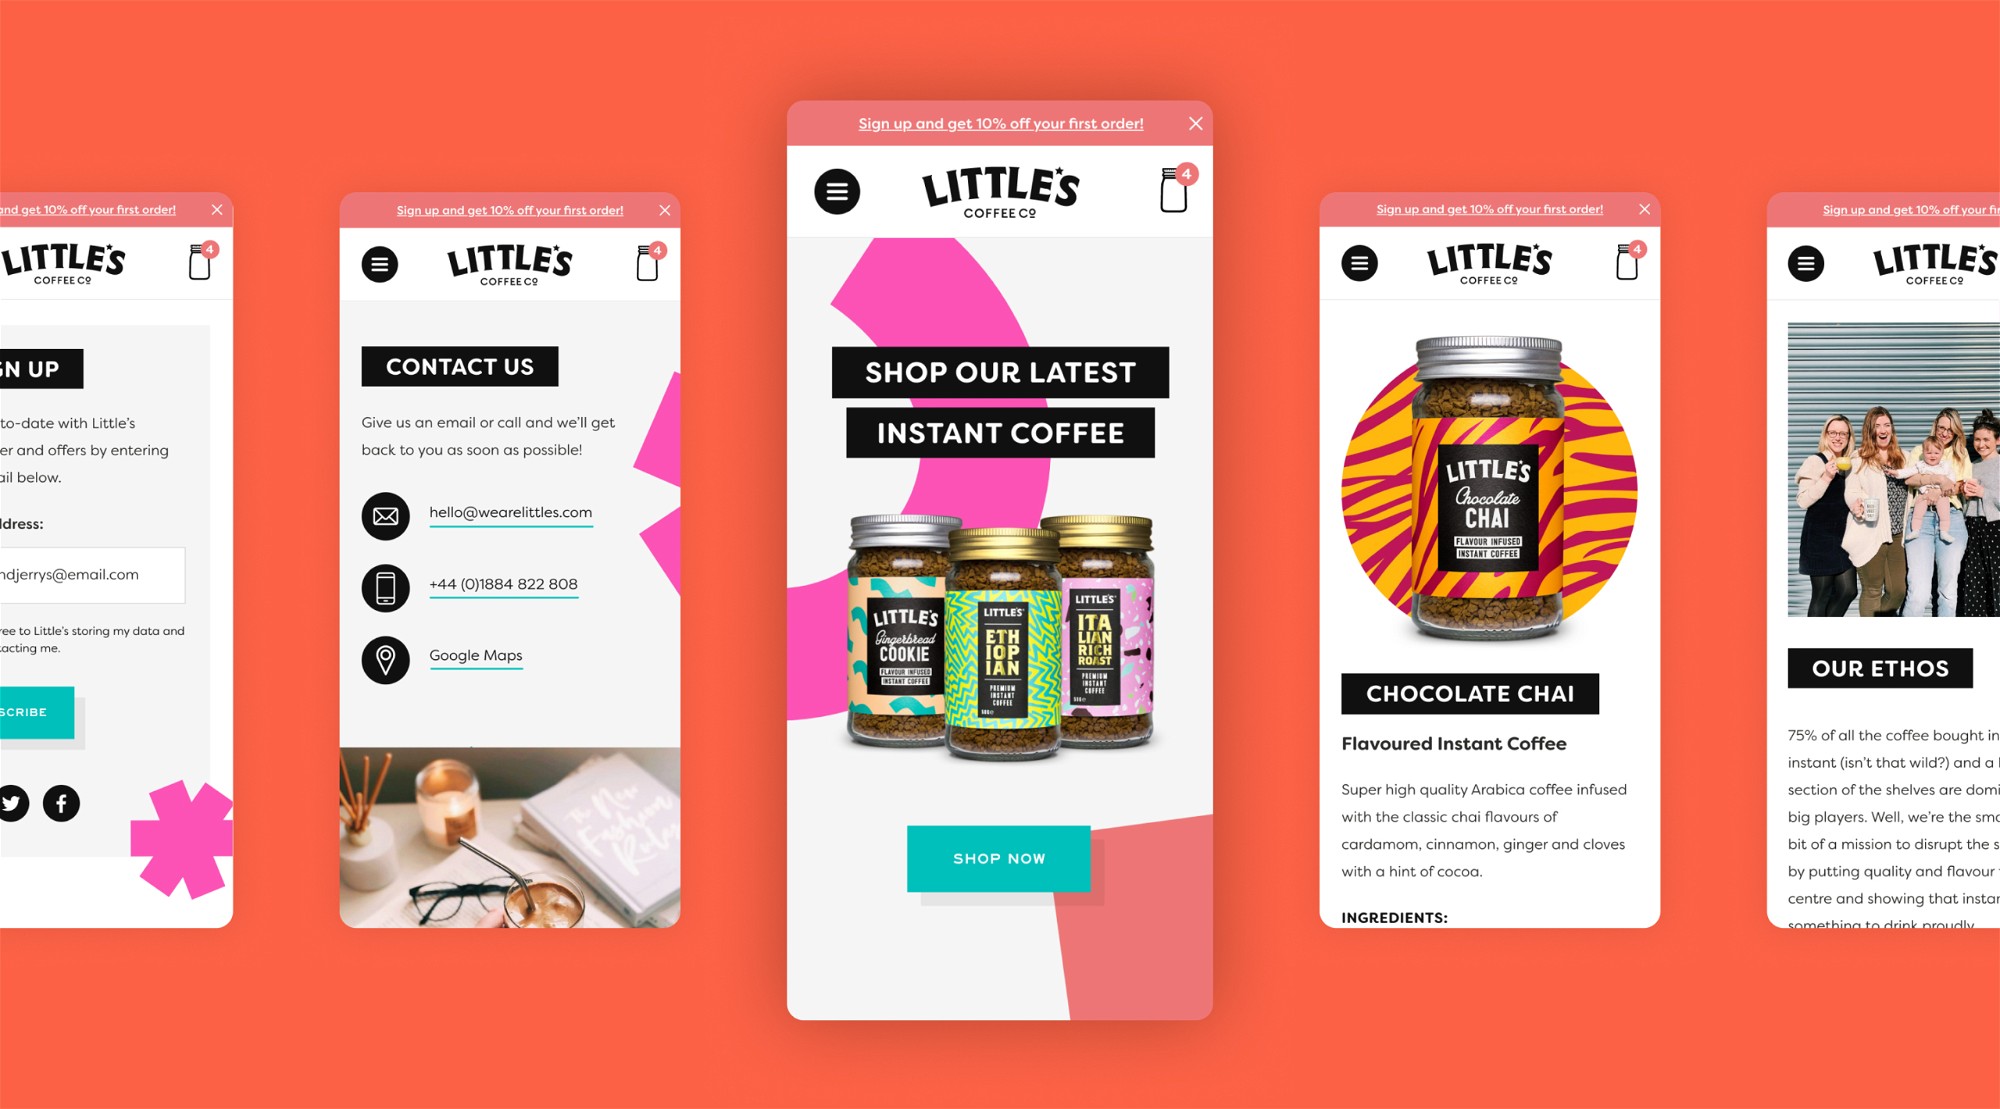 and get 10% off your first order!
LITTLE'S
COFFEE CO
4
GN UP
to-date with Little's
er and offers by entering
ail below.
ddress:
ndjerrys@email.com
ree to Little's storing my data and
tacting me.
SCRIBE
Sign up and get 10% off your first order!
LITTLE'S
COFFEE CO
4
CONTACT US
Give us an email or call and we'll get
back to you as soon as possible!
hello@wearelittles.com
+44 (0)1884 822 808
Google Maps
The New
Fashion
Rules
Sign up and get 10% off your first order!
LITTLE'S
COFFEE CO
4
SHOP OUR LATEST
INSTANT COFFEE
LITTLE'S
Gingerbread
COOKIE
FLAVOUR INFUSED
INSTANT COFFEE
LITTLE'S
ETH
IOP
IAN
PREMIUM
INSTANT
COFFEE
50g
LITTLE'S
ITA
LIAN
RICH
ROAST
PREMIUM
INSTANT
COFFEE
50g
SHOP NOW
Sign up and get 10% off your first order!
LITTLE'S
COFFEE CO
4
LITTLE'S
Chocolate
CHAI
FLAVOUR INFUSED
INSTANT COFFEE
CHOCOLATE CHAI
Flavoured Instant Coffee
Super high quality Arabica coffee infused
with the classic chai flavours of
cardamom, cinnamon, ginger and cloves
with a hint of cocoa.
INGREDIENTS:
Sign up and get 10% off your fi
LITTLE'S
COFFEE CO
OUR ETHOS
75% of all the coffee bought in
instant (isn't that wild?) and a
section of the shelves are domi
big players. Well, we're the sma
bit of a mission to disrupt the s
by putting quality and flavour
centre and showing that instan
something to drink proudly